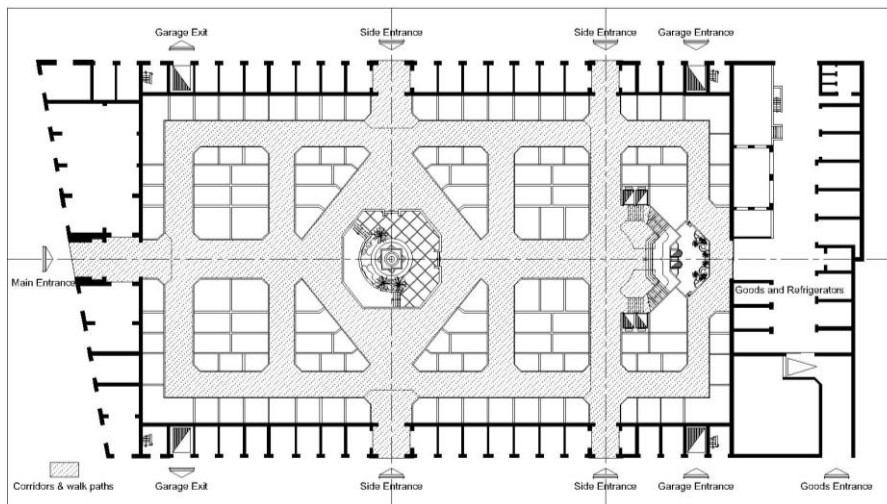 Garage Exit
Side Entrance
Side Entrance
Garage Entrance
Main Entrance
Goods and Refrigerators
Corridors & walk paths
Garage Exit
Side Entrance
Side Entrance
Garage Entrance
Goods Entrance